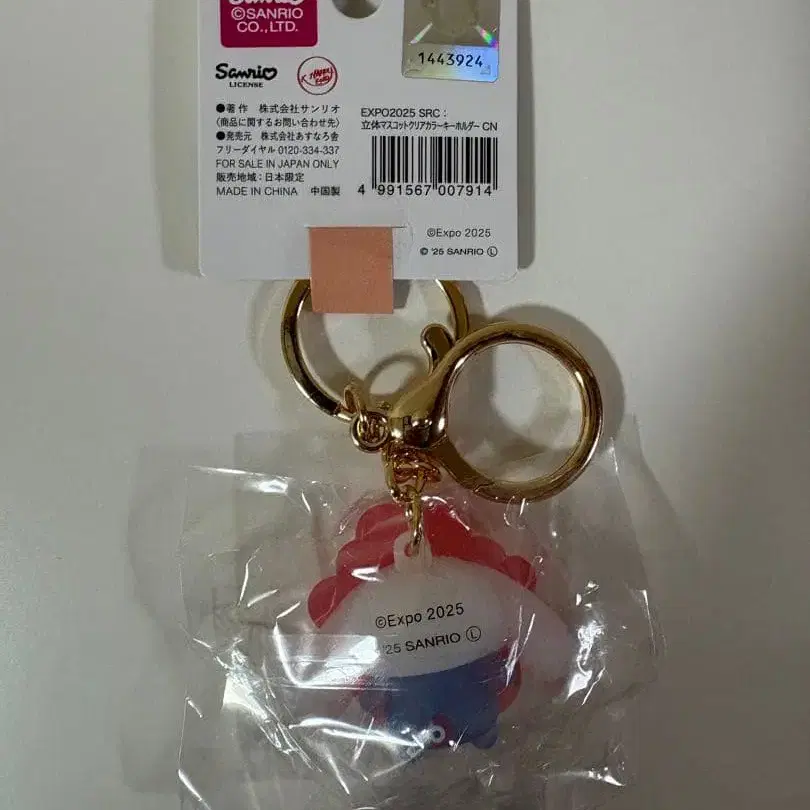 Sanrio
©SANRIO
CO., LTD.
1443924
Sanrio
LICENSE
●著作 株式会社サンリオ
(商品に関するお問い合わせ先)
●発売元 株式会社あすなろ舎
フリーダイヤル 0120-334-337
FOR SALE IN JAPAN ONLY
販売地域:日本限定
MADE IN CHINA 中国製
EXPO2025 SRC:
立体マスコットクリアカラーキーホルダー CN
4 991567 007914
©Expo 2025
© '25 SANRIO Ⓛ
©Expo 2025
'25 SANRIO Ⓛ